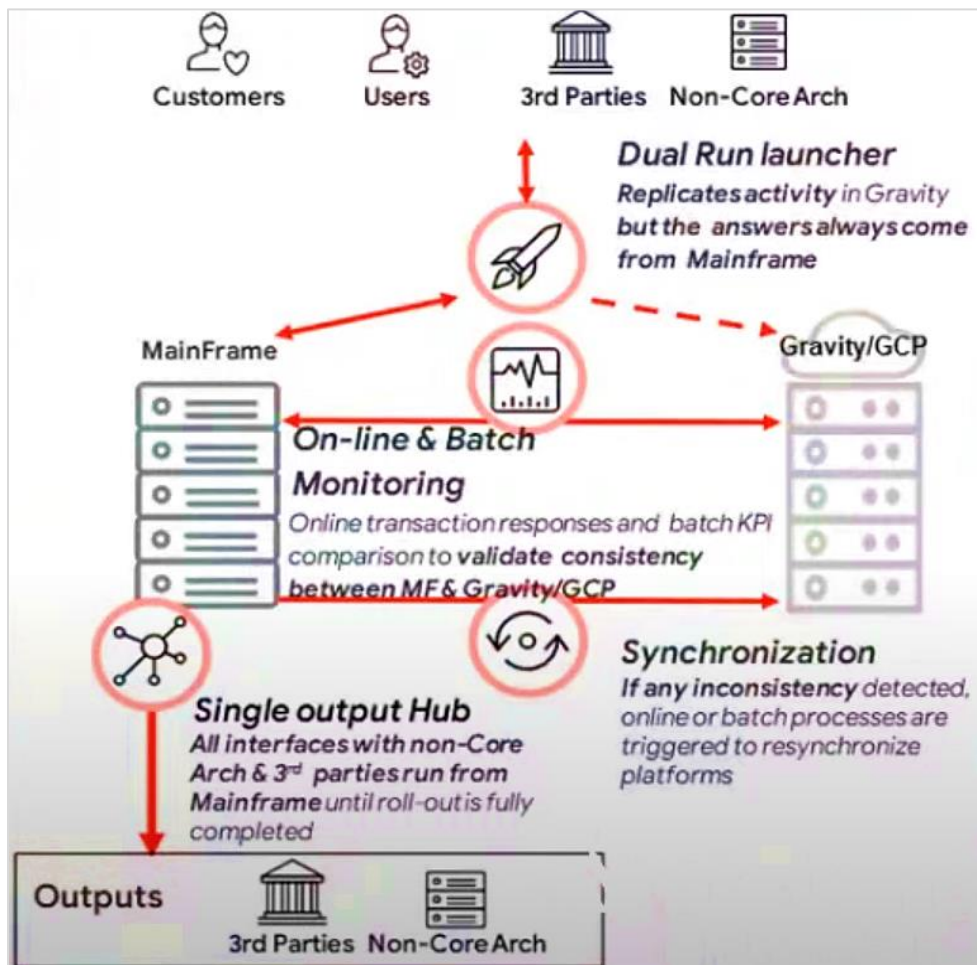 Customers
Users
3rd Parties
Non-Core Arch
Dual Run launcher
Replicates activity in Gravity
but the answers always come
from Mainframe
MainFrame
Gravity/GCP
On-line & Batch
Monitoring
Online transaction responses and batch KPI
comparison to validate consistency
between MF & Gravity/GCP
Synchronization
If any inconsistency detected,
online or batch processes are
triggered to resynchronize
platforms
Single output Hub
All interfaces with non-Core
Arch & 3rd parties run from
Mainframe until roll-out is fully
completed
Outputs
3rd Parties
Non-Core Arch